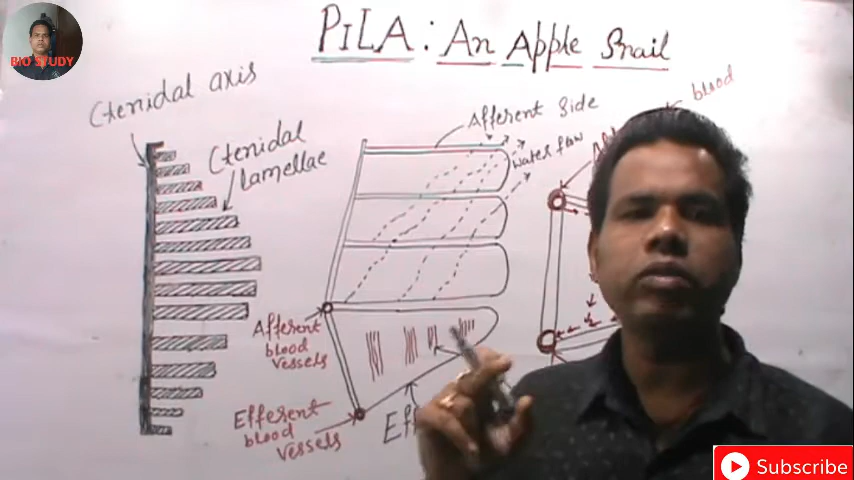 BIO STUDY
PILA : An Apple Snail
Ctenidal axis
Ctenidal
lamellae
Afferent Side
water flow
blood
Afferent
blood
vessels
Efferent
blood
vessels
Subscribe